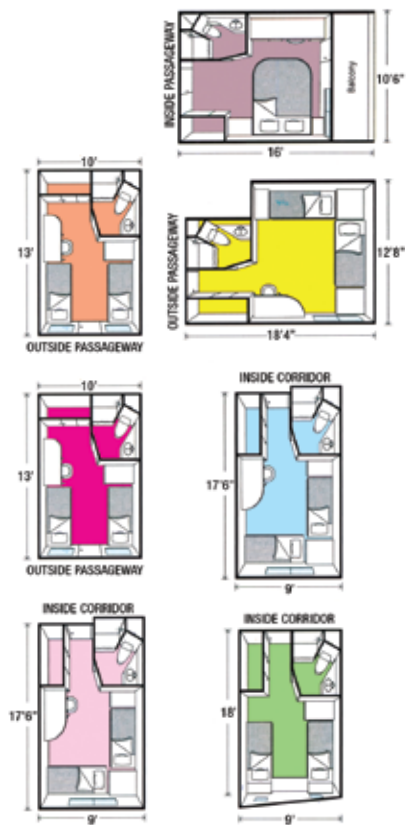 INSIDE PASSAGEWAY
Balcony
10'6"
16'
10'
13'
OUTSIDE PASSAGEWAY
OUTSIDE PASSAGEWAY
12'8"
18'4"
10'
13'
OUTSIDE PASSAGEWAY
INSIDE CORRIDOR
17'6"
9'
INSIDE CORRIDOR
17'6"
9'
INSIDE CORRIDOR
18'
9'